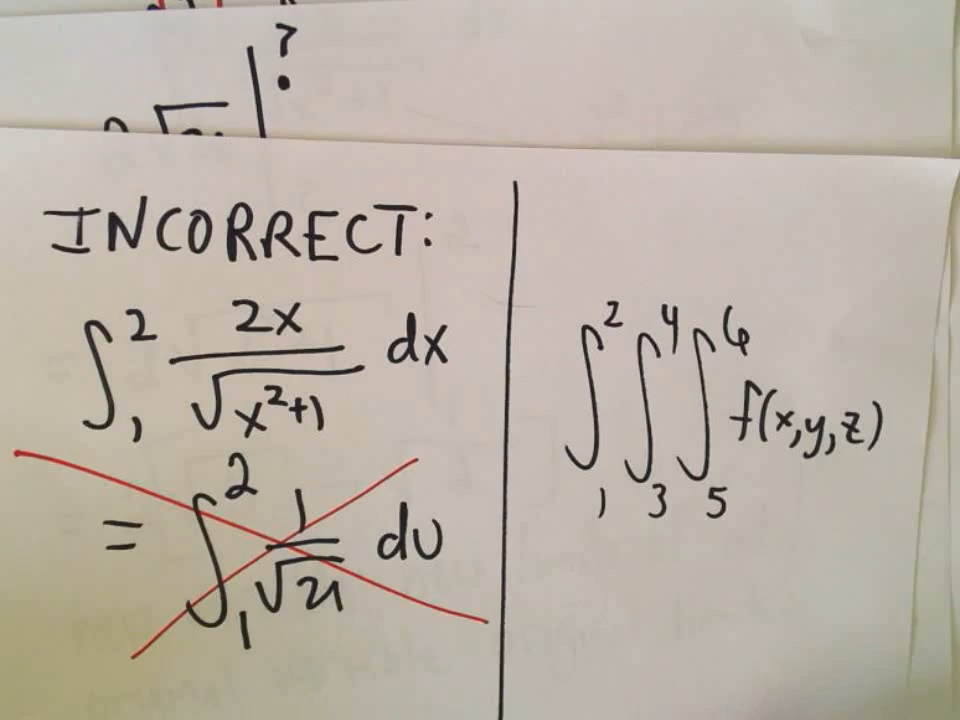 ?
INCORRECT:
∫₁² 2x/√(x²+1) dx
= ∫₁² 1/√u du
∫₁² ∫₃⁴ ∫₅⁶ f(x,y,z)